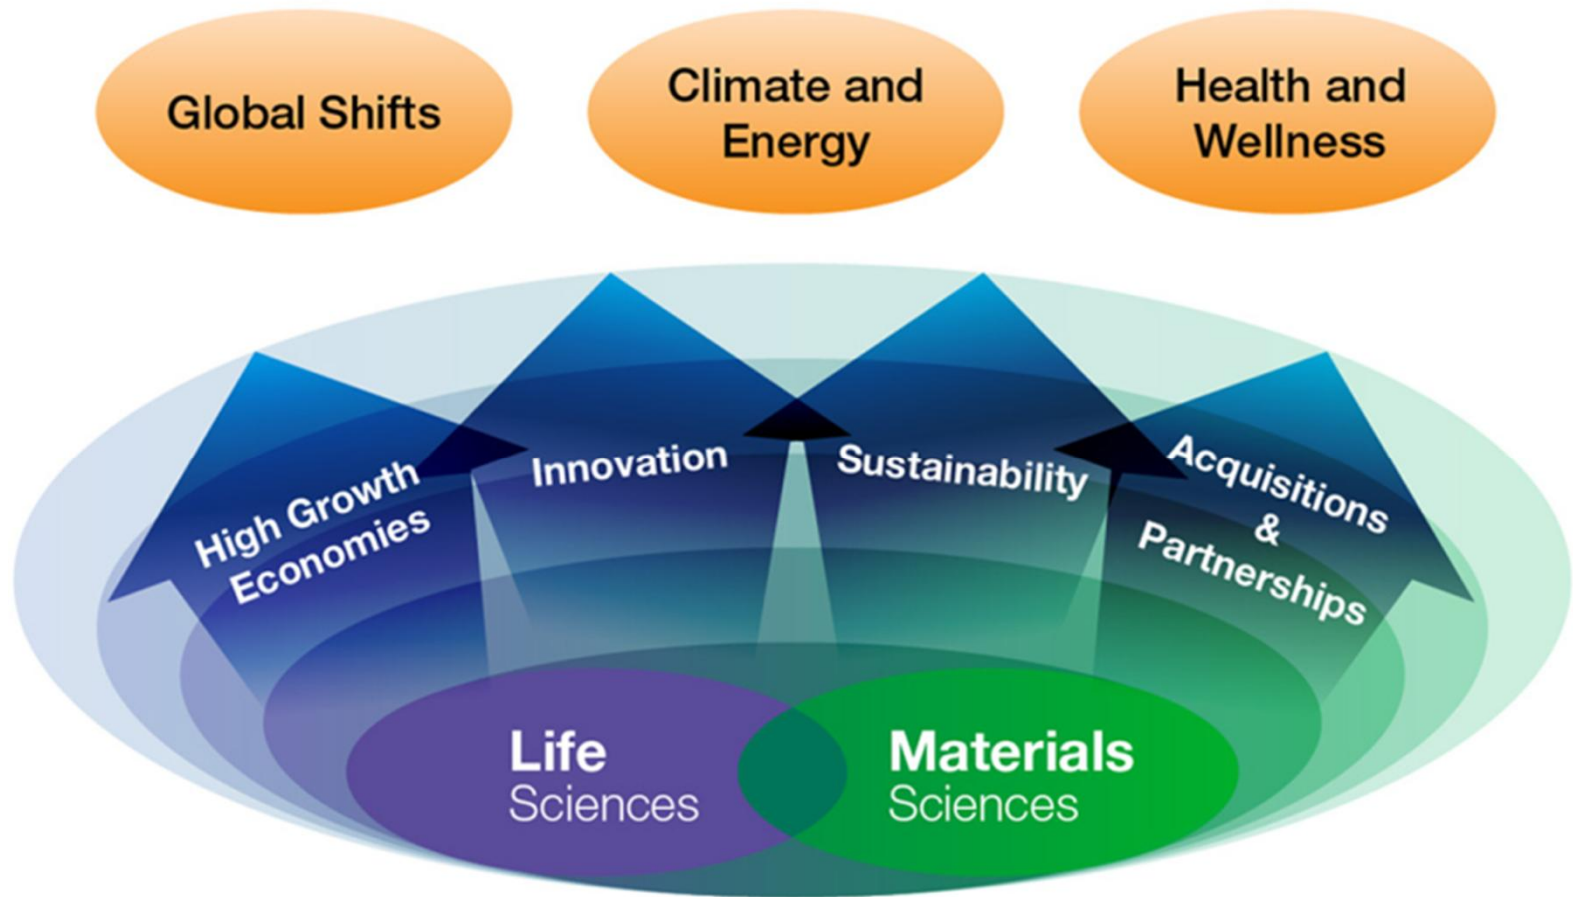 Global Shifts
Climate and
Energy
Health and
Wellness
High Growth
Economies
Innovation
Sustainability
Acquisitions
&
Partnerships
Life
Sciences
Materials
Sciences